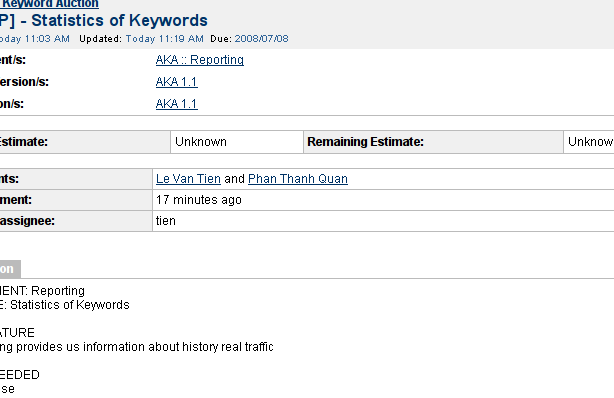 Keyword Auction
P] - Statistics of Keywords
oday 11:03 AM Updated: Today 11:19 AM Due: 2008/07/08
ent/s: AKA :: Reporting
ersion/s: AKA 1.1
on/s: AKA 1.1
Estimate: Unknown Remaining Estimate: Unknow
nts: Le Van Tien and Phan Thanh Quan
ment: 17 minutes ago
assignee: tien
on
MENT: Reporting
E: Statistics of Keywords
ATURE
ng provides us information about history real traffic
EEDED
se